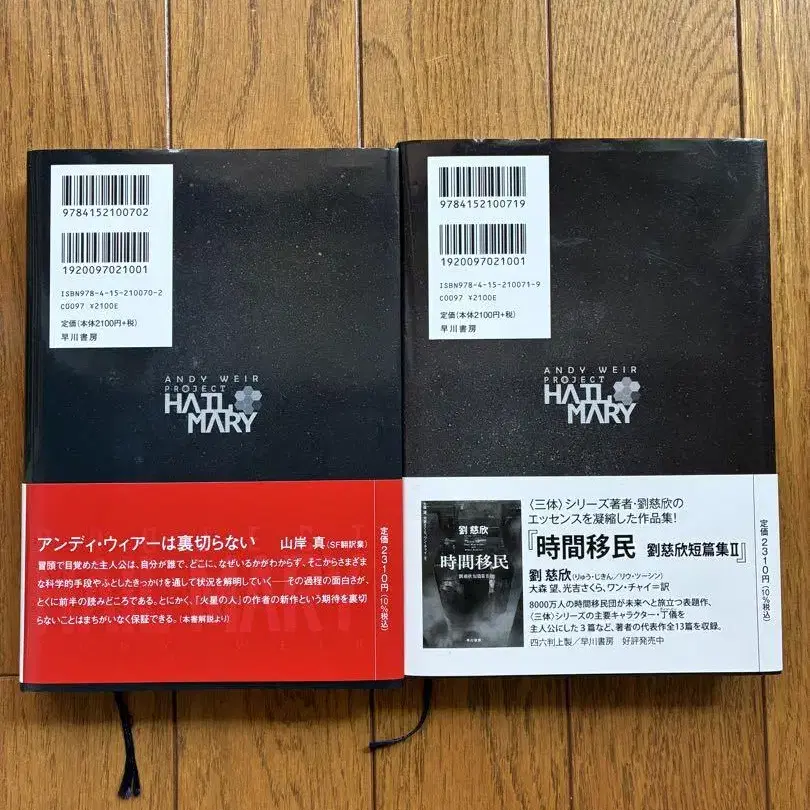 9784152100702
1920097021001
ISBN978-4-15-210070-2
C0097 ¥2100E
定価(本体2100円+税)
早川書房
ANDY WEIR
PROJECT
HAIL
MARY
アンディ・ウィアーは裏切らない 山岸 真(SF翻訳業)
冒頭で目覚めた主人公は、自分が誰で、どこに、なぜいるかがわからず、そこからさまざま
な科学的手段やふとしたきっかけを通して状況を解明していく——その過程の面白さが、
とくに前半の読みどころである。とにかく、『火星の人』の作者の新作という期待を裏切
らないことはまちがいなく保証できる。(本書解説より)
定価2310円(10%税込)
9784152100719
1920097021001
ISBN978-4-15-210071-9
C0097 ¥2100E
定価(本体2100円+税)
早川書房
ANDY WEIR
PROJECT
HAIL
MARY
劉慈欣
時間移民
劉慈欣短篇集Ⅱ
早川書房
〈三体〉シリーズ著者・劉慈欣の
エッセンスを凝縮した作品集!
『時間移民 劉慈欣短篇集Ⅱ』
劉 慈欣(りゅう・じきん/リウ・ツーシン)
大森 望、光吉さくら、ワン・チャイ=訳
8000万人の時間移民団が未来へと旅立つ表題作、
〈三体〉シリーズの主要キャラクター・丁儀を
主人公にした3篇など、著者の代表作全13篇を収録。
四六判上製/早川書房 好評発売中
定価2310円(10%税込)